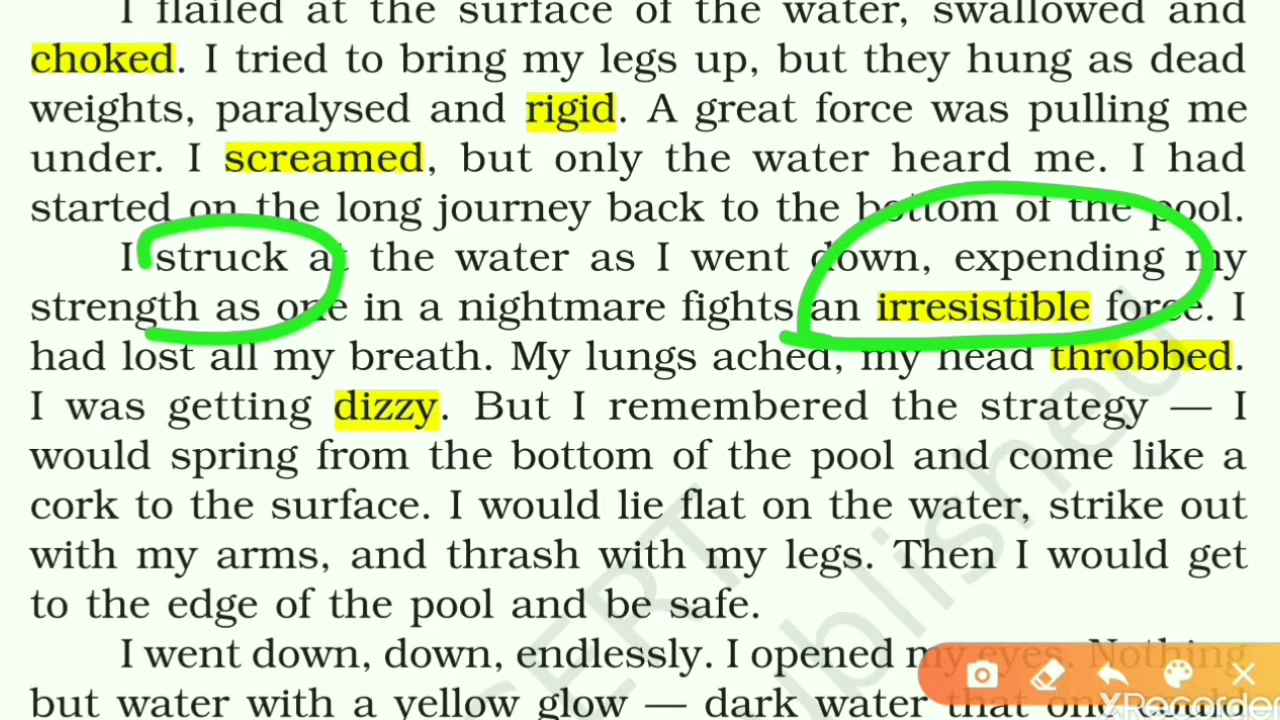 I flailed at the surface of the water, swallowed and
choked. I tried to bring my legs up, but they hung as dead
weights, paralysed and rigid. A great force was pulling me
under. I screamed, but only the water heard me. I had
started on the long journey back to the bottom of the pool.
I struck at the water as I went down, expending my
strength as one in a nightmare fights an irresistible force. I
had lost all my breath. My lungs ached, my head throbbed.
I was getting dizzy. But I remembered the strategy — I
would spring from the bottom of the pool and come like a
cork to the surface. I would lie flat on the water, strike out
with my arms, and thrash with my legs. Then I would get
to the edge of the pool and be safe.
I went down, down, endlessly. I opened my eyes. Nothing
but water with a yellow glow — dark water that one could
XRecorder